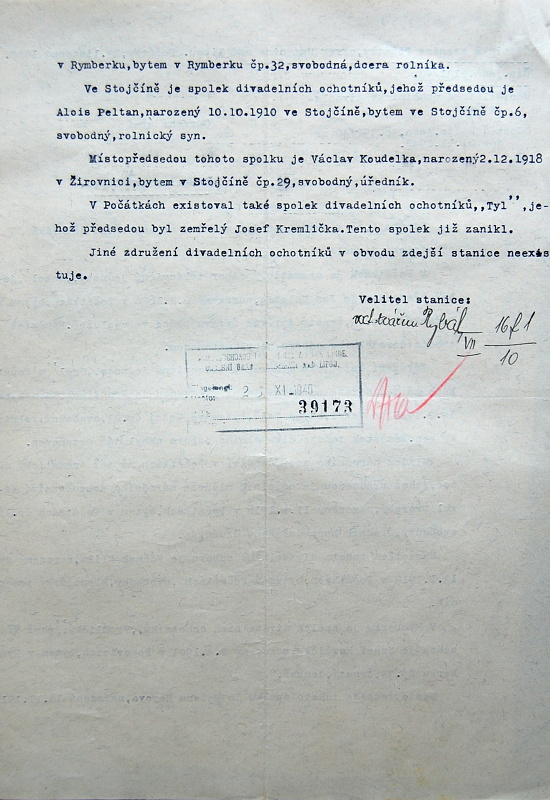 v Rymberku,bytem v Rymberku čp.32,svobodná,dcera rolníka.
Ve Stojčíně je spolek divadelních ochotníků,jehož předsedou je
Alois Peltan,narozený 10.10.1910 ve Stojčíně,bytem ve Stojčíně čp.6,
svobodný,rolnický syn.
Místopředsedou tohoto spolku je Václav Koudelka,narozený2.12.1918
v Žirovnici,bytem v Stojčíně čp.29,svobodný,úředník.
V Počátkách existoval také spolek divadelních ochotníků,,Tyl’’,je-
hož předsedou byl zemřelý Josef Kremlička.Tento spolek již zanikl.
Jiné združení divadelních ochotníků v obvodu zdejší stanice neexis
tuje.
Velitel stanice:
VII
16 f 1
10
XI.1940
39173